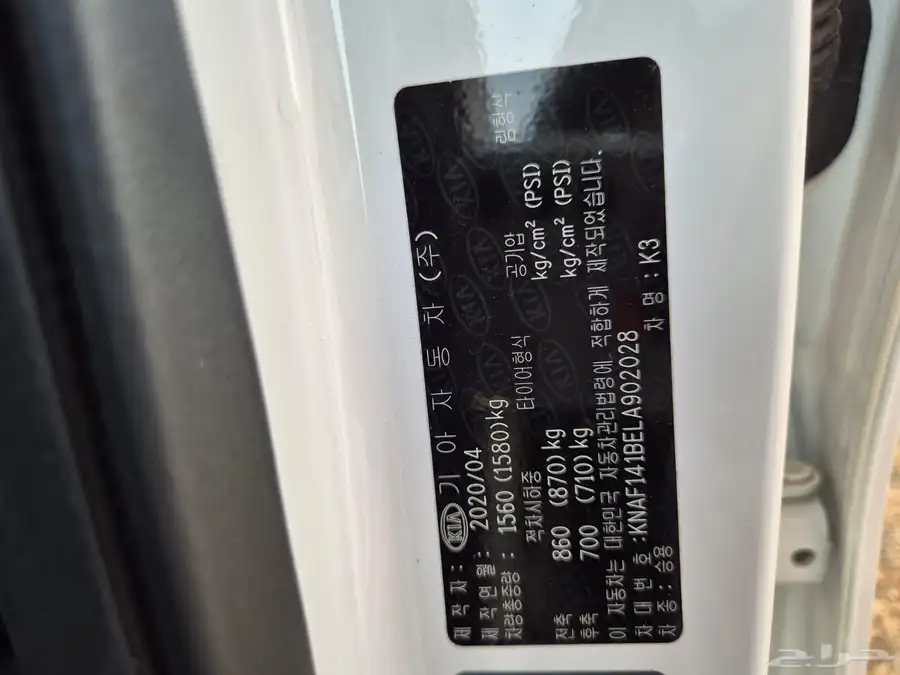 제 작 자 : KIA 기 아 자 동 차 (주)
제 작 연 월 : 2020/04
차량총중량 : 1560 (1580)kg
적차시하중 타이어형식 공기압 림형식
전축 860 (870)kg kg/cm² (PSI)
후축 700 (710)kg kg/cm² (PSI)
이 자동차는 대한민국 자동차관리법령에 적합하게 제작되었습니다.
차 대 번 호 :KNAF141BELA902028
차 종 : 승용 차 명 : K3
حراج